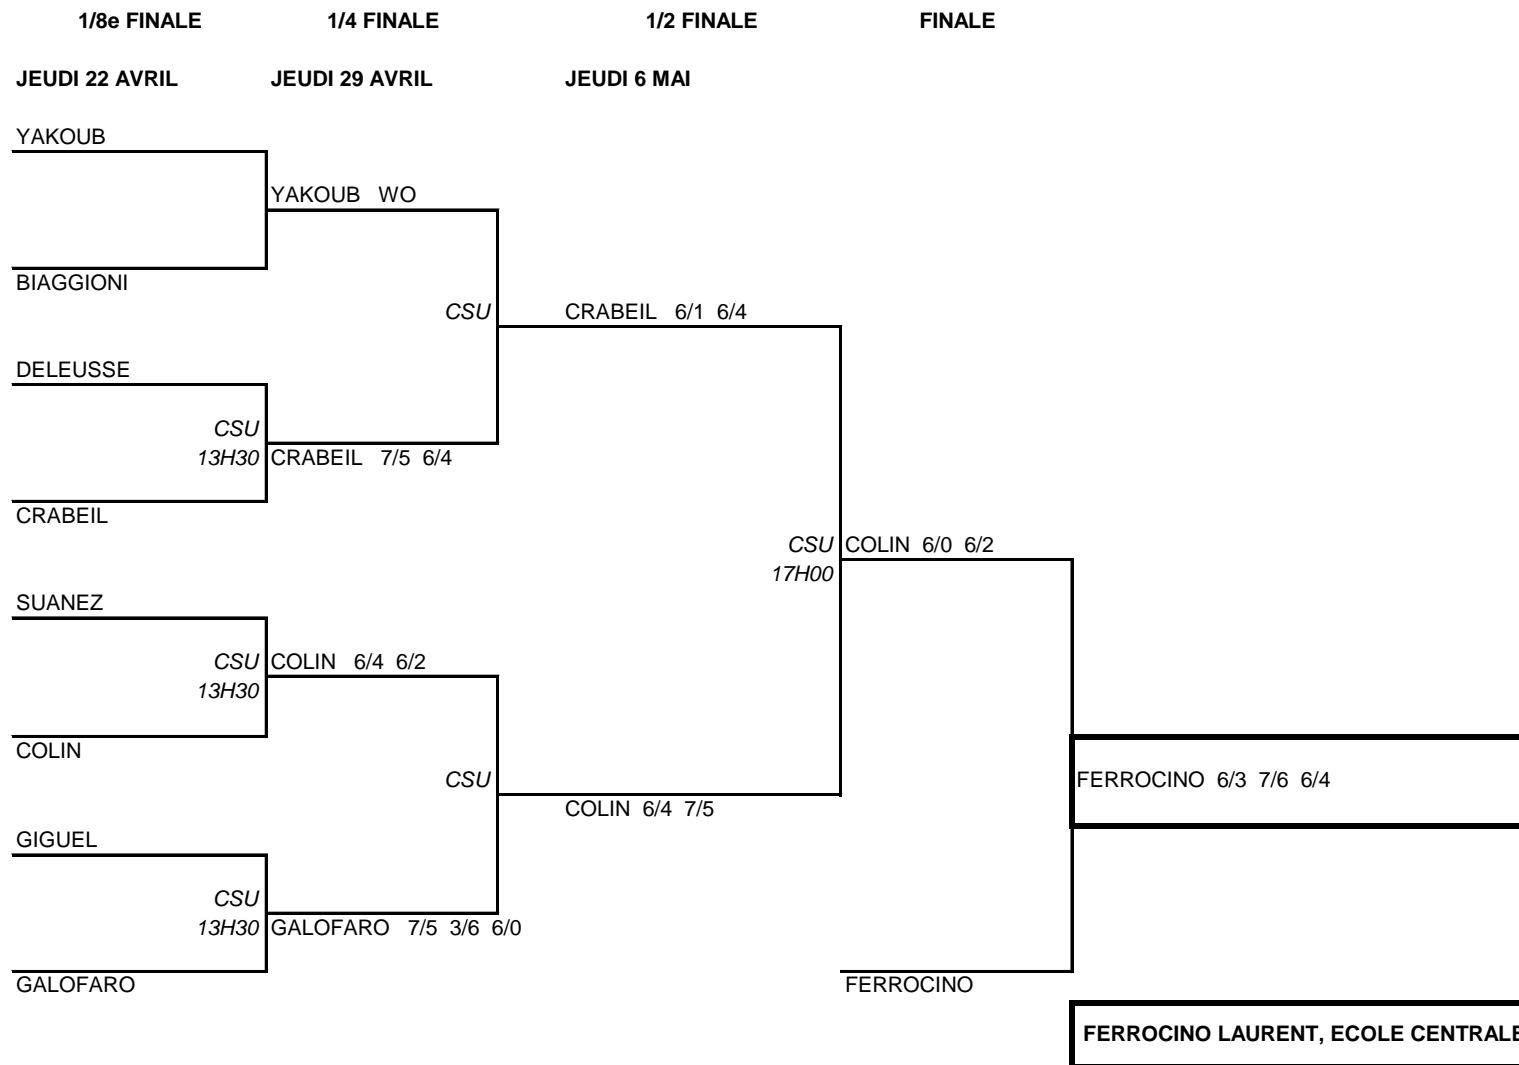 1/8e FINALE 1/4 FINALE 1/2 FINALE FINALE
JEUDI 22 AVRIL JEUDI 29 AVRIL JEUDI 6 MAI
YAKOUB
YAKOUB WO
BIAGGIONI
CSU CRABEIL 6/1 6/4
DELEUSSE
CSU
13H30 CRABEIL 7/5 6/4
CRABEIL
CSU COLIN 6/0 6/2
17H00
SUANEZ
CSU COLIN 6/4 6/2
13H30
COLIN
CSU FERROCINO 6/3 7/6 6/4
COLIN 6/4 7/5
GIGUEL
CSU
13H30 GALOFARO 7/5 3/6 6/0
GALOFARO FERROCINO
FERROCINO LAURENT, ECOLE CENTRALE